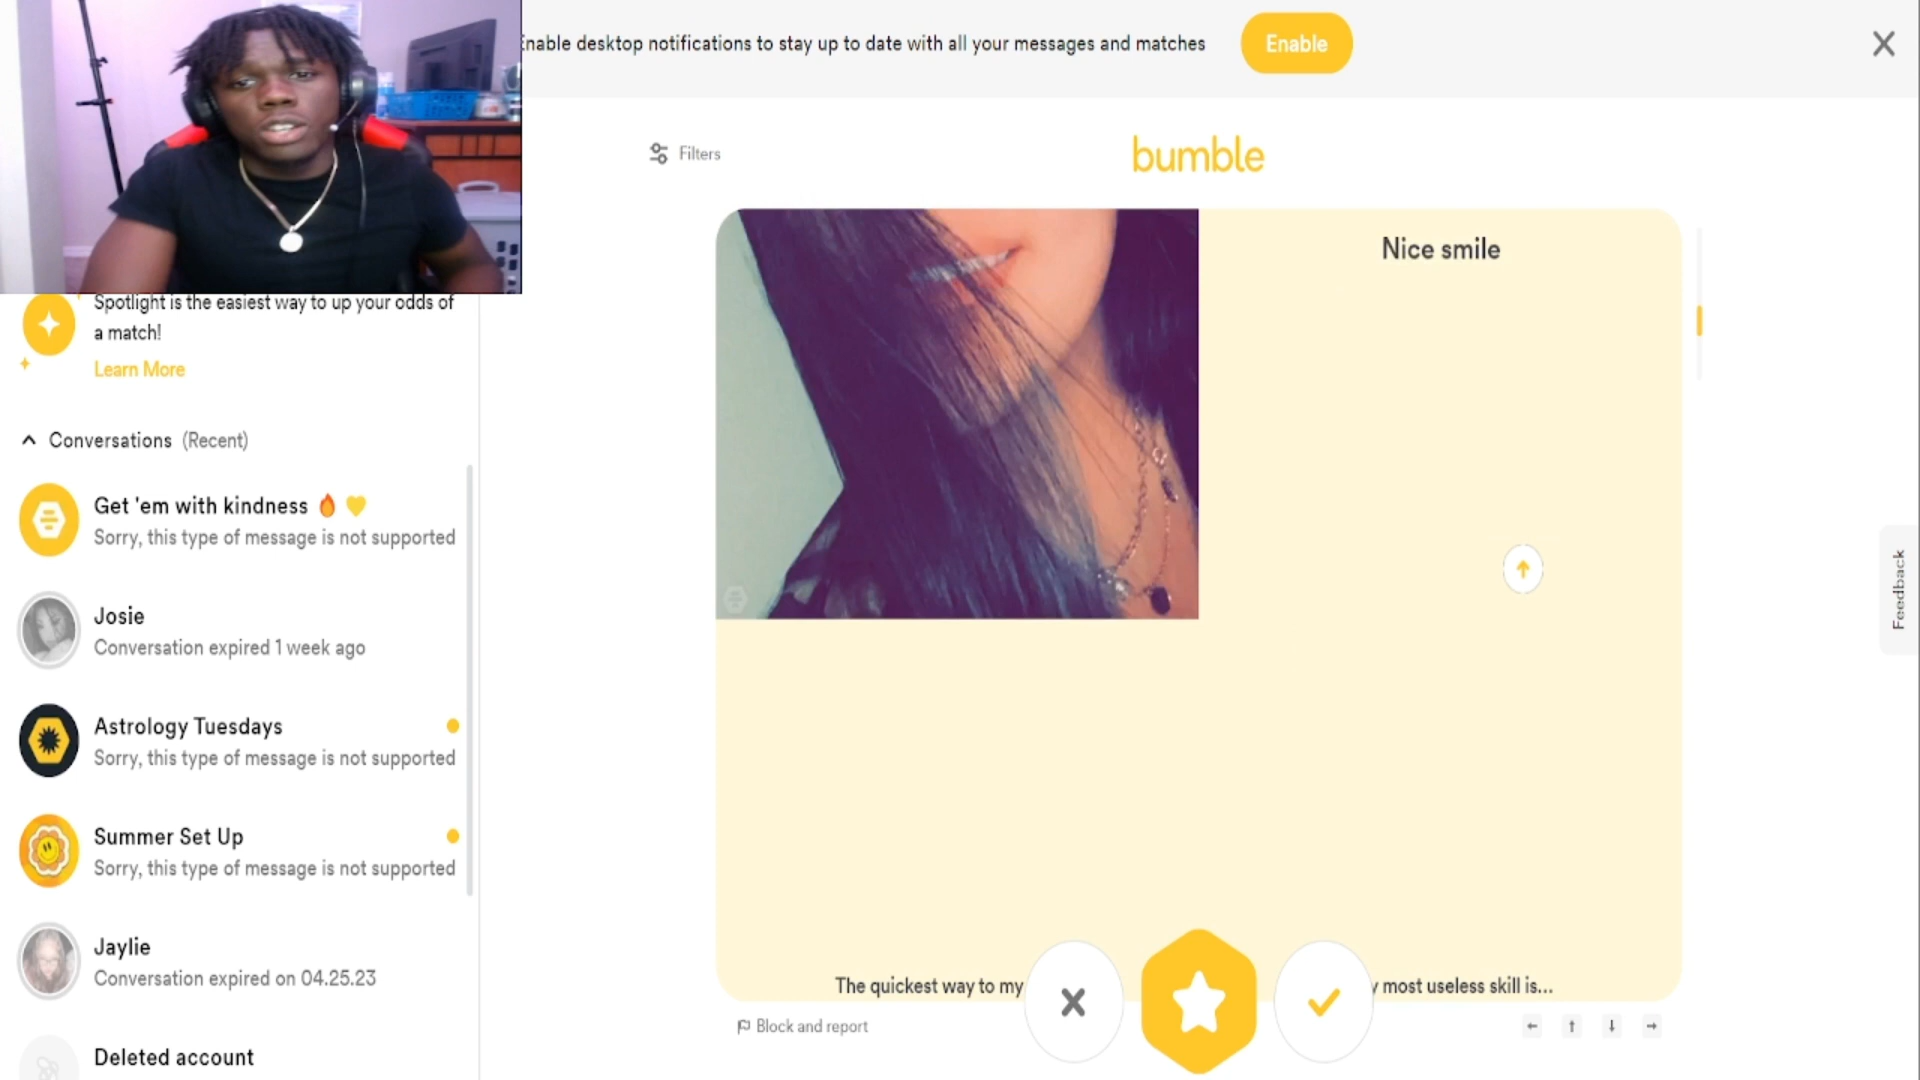 Enable desktop notifications to stay up to date with all your messages and matches
Enable
Filters
bumble
Spotlight is the easiest way to up your odds of
a match!
Learn More
Conversations (Recent)
Get 'em with kindness 🔥 💛
Sorry, this type of message is not supported
Josie
Conversation expired 1 week ago
Astrology Tuesdays
Sorry, this type of message is not supported
Summer Set Up
Sorry, this type of message is not supported
Jaylie
Conversation expired on 04.25.23
Deleted account
Nice smile
The quickest way to my
y most useless skill is...
Block and report
Feedback